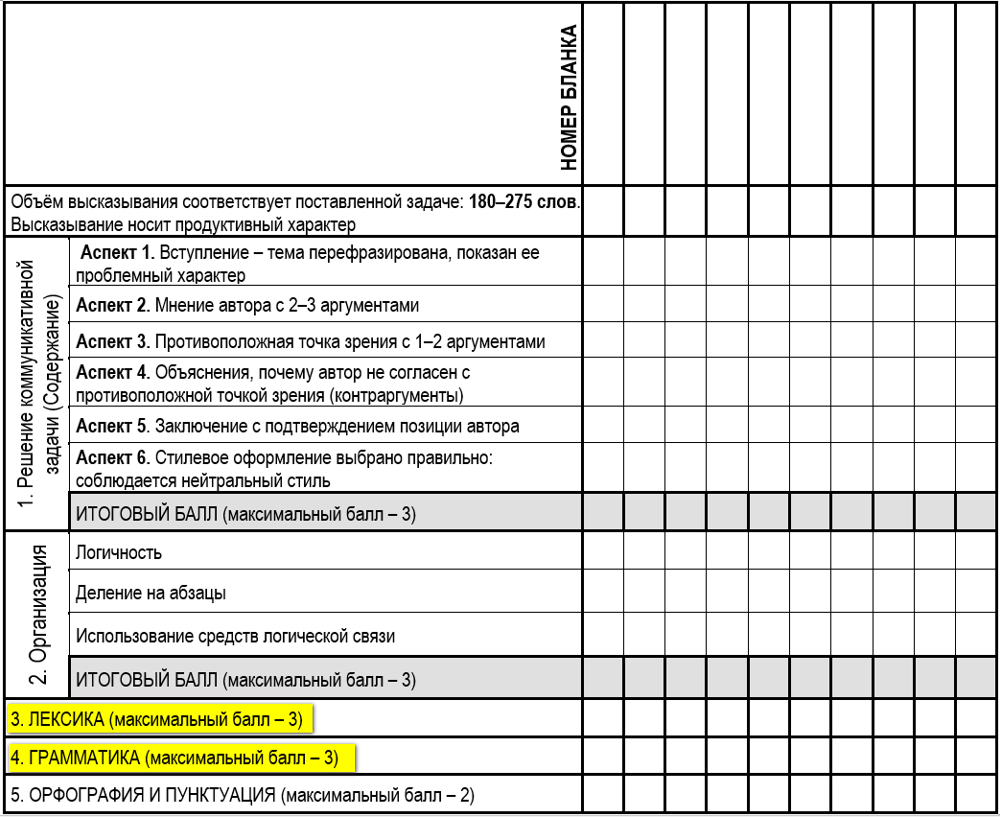 НОМЕР БЛАНКА
Объём высказывания соответствует поставленной задаче: 180–275 слов.
Высказывание носит продуктивный характер
1. Решение коммуникативной
задачи (Содержание)
Аспект 1. Вступление – тема перефразирована, показан ее
проблемный характер
Аспект 2. Мнение автора с 2–3 аргументами
Аспект 3. Противоположная точка зрения с 1–2 аргументами
Аспект 4. Объяснения, почему автор не согласен с
противоположной точкой зрения (контраргументы)
Аспект 5. Заключение с подтверждением позиции автора
Аспект 6. Стилевое оформление выбрано правильно:
соблюдается нейтральный стиль
ИТОГОВЫЙ БАЛЛ (максимальный балл – 3)
2. Организация
Логичность
Деление на абзацы
Использование средств логической связи
ИТОГОВЫЙ БАЛЛ (максимальный балл – 3)
3. ЛЕКСИКА (максимальный балл – 3)
4. ГРАММАТИКА (максимальный балл – 3)
5. ОРФОГРАФИЯ И ПУНКТУАЦИЯ (максимальный балл – 2)